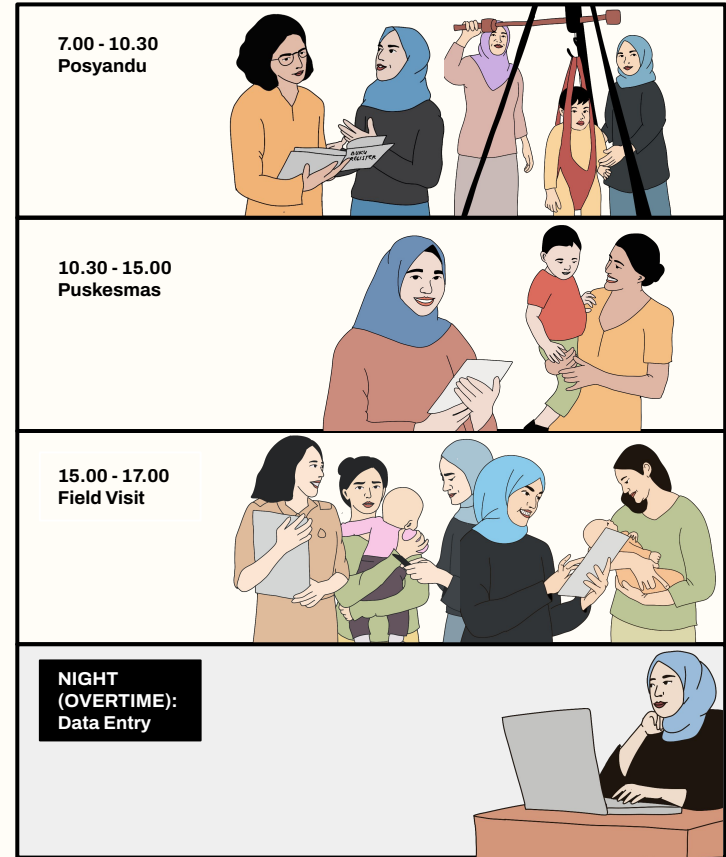 7.00 - 10.30
Posyandu
BUKU
REGISTER
10.30 - 15.00
Puskesmas
15.00 - 17.00
Field Visit
NIGHT
(OVERTIME):
Data Entry